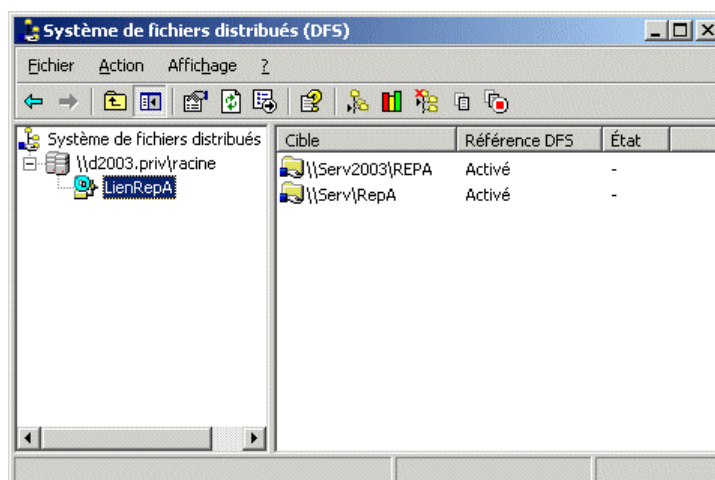 Système de fichiers distribués (DFS)
Fichier Action Affichage ?
Système de fichiers distribués
\\d2003.priv\racine
LienRepA
Cible Référence DFS État
\\Serv2003\REPA Activé -
\\Serv\RepA Activé -